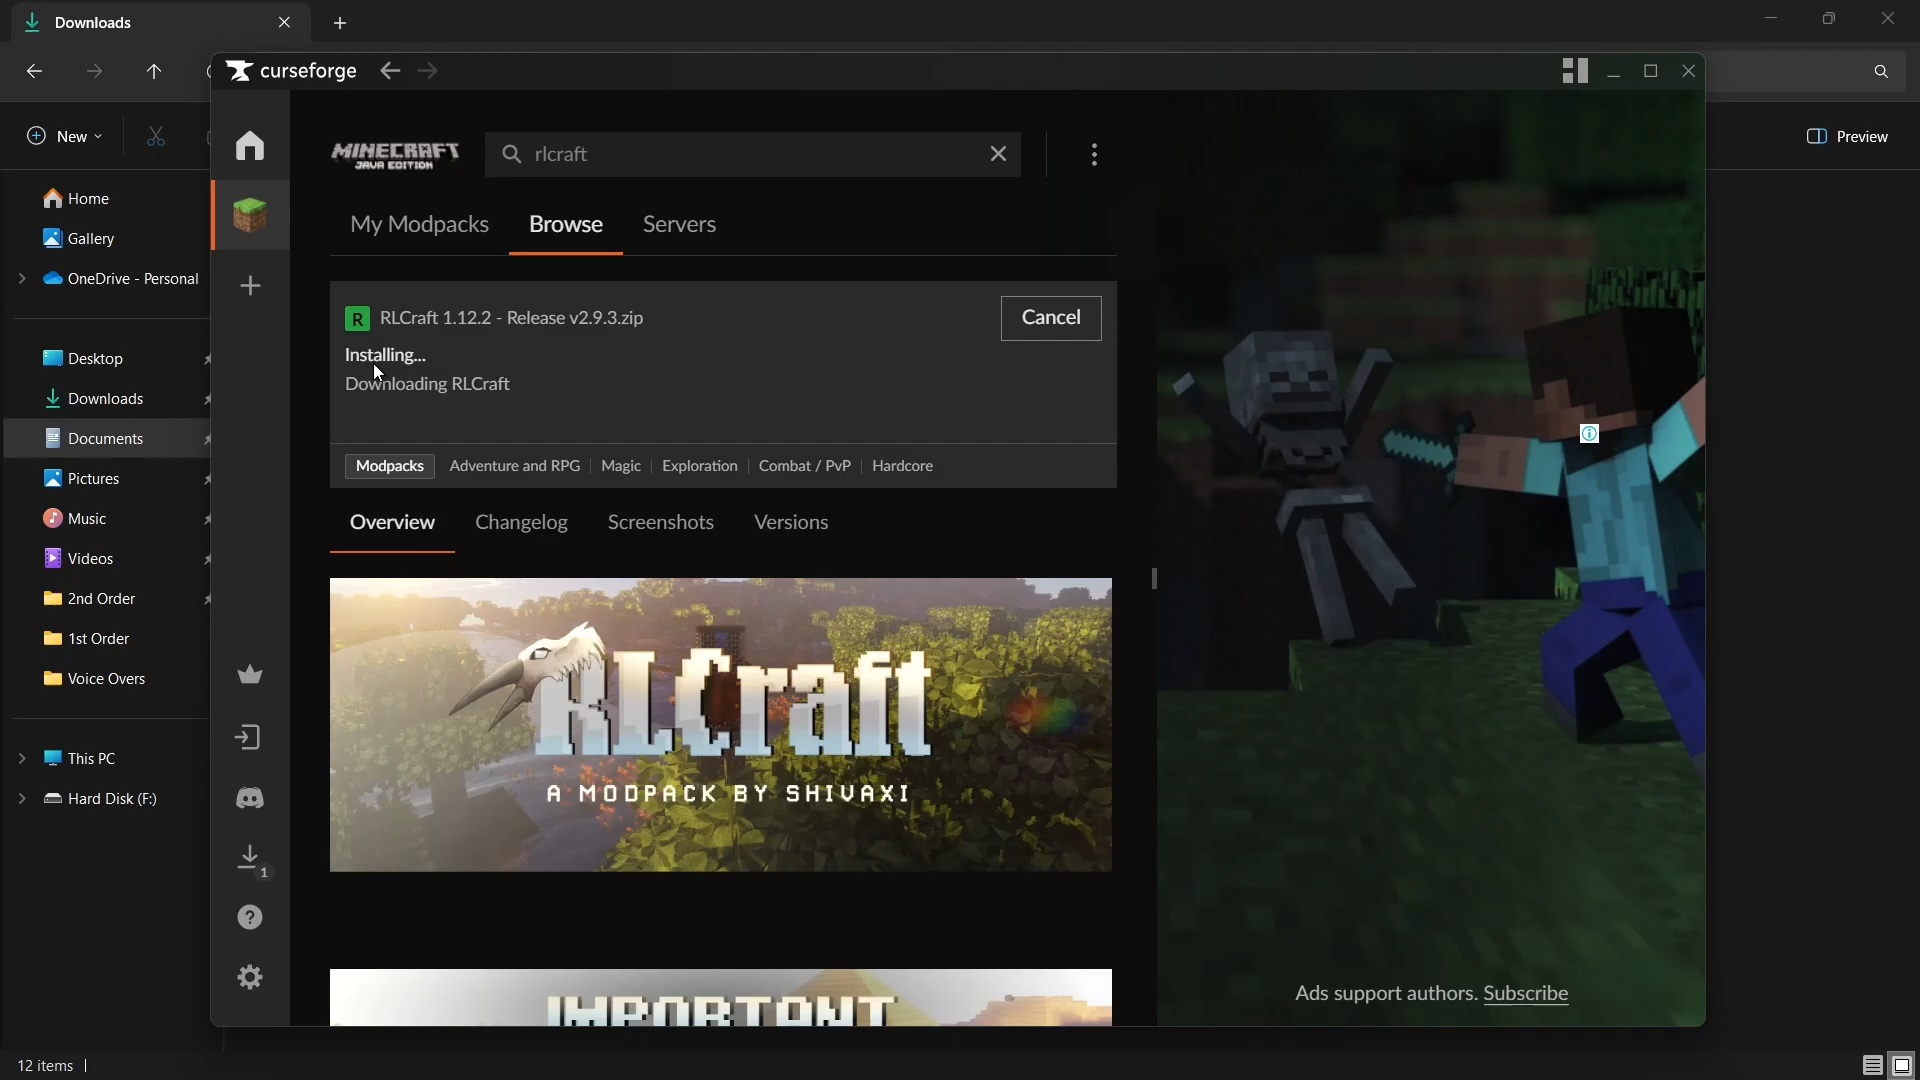 Downloads
curseforge
New
Preview
MINECRAFT
JAVA EDITION
rlcraft
Home
Gallery
OneDrive - Personal
Desktop
Downloads
Documents
Pictures
Music
Videos
2nd Order
1st Order
Voice Overs
This PC
Hard Disk (F:)
My Modpacks
Browse
Servers
R
RLCraft 1.12.2 - Release v2.9.3.zip
Cancel
Installing...
Downloading RLCraft
Modpacks
Adventure and RPG
Magic
Exploration
Combat / PvP
Hardcore
Overview
Changelog
Screenshots
Versions
RLCraft
A MODPACK BY SHIVAXI
IMPORTANT
1
Ads support authors. Subscribe
12 items